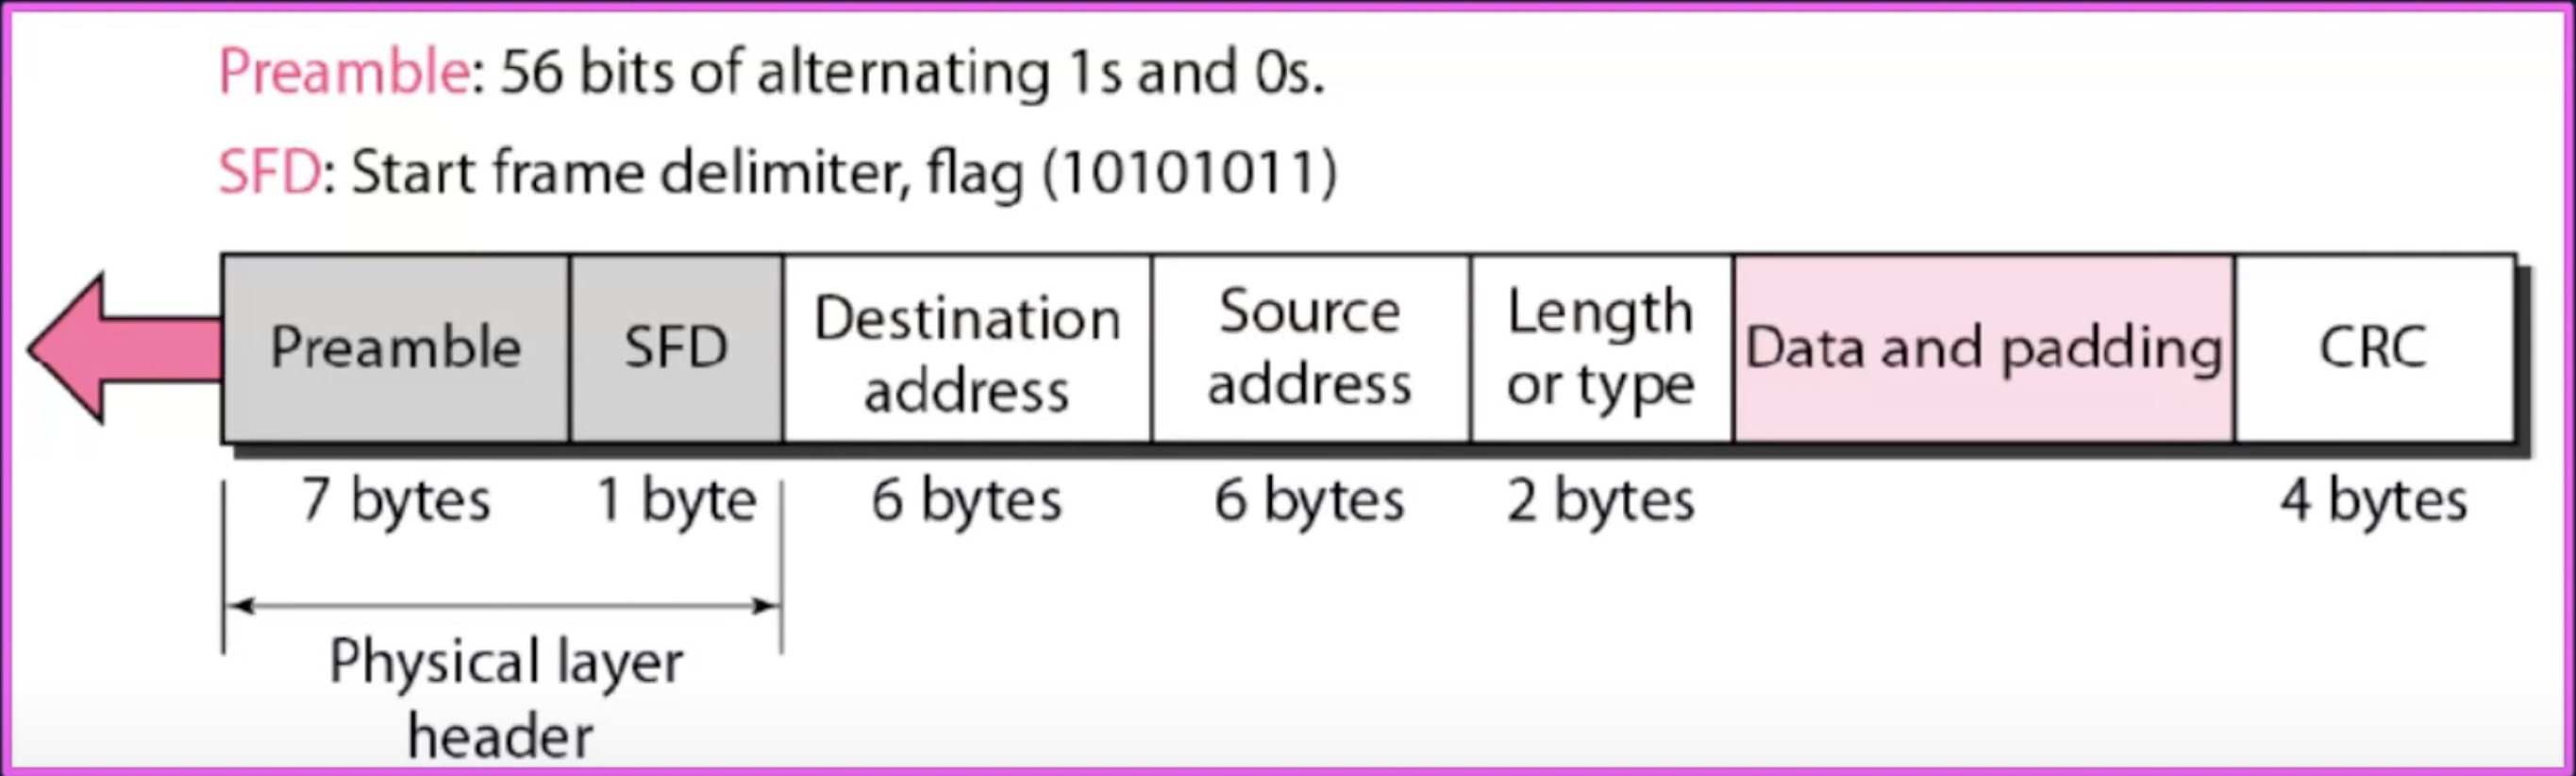 Preamble: 56 bits of alternating 1s and 0s.
SFD: Start frame delimiter, flag (10101011)
Preamble
SFD
Destination
address
Source
address
Length
or type
Data and padding
CRC
7 bytes
1 byte
6 bytes
6 bytes
2 bytes
4 bytes
Physical layer
header